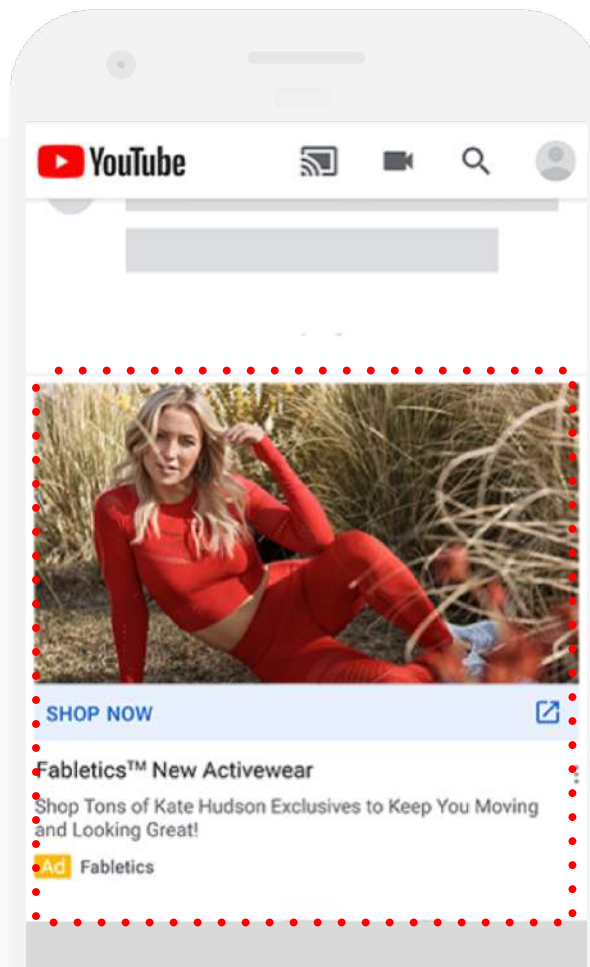 YouTube
SHOP NOW
Fabletics™ New Activewear
Shop Tons of Kate Hudson Exclusives to Keep You Moving
and Looking Great!
Ad Fabletics